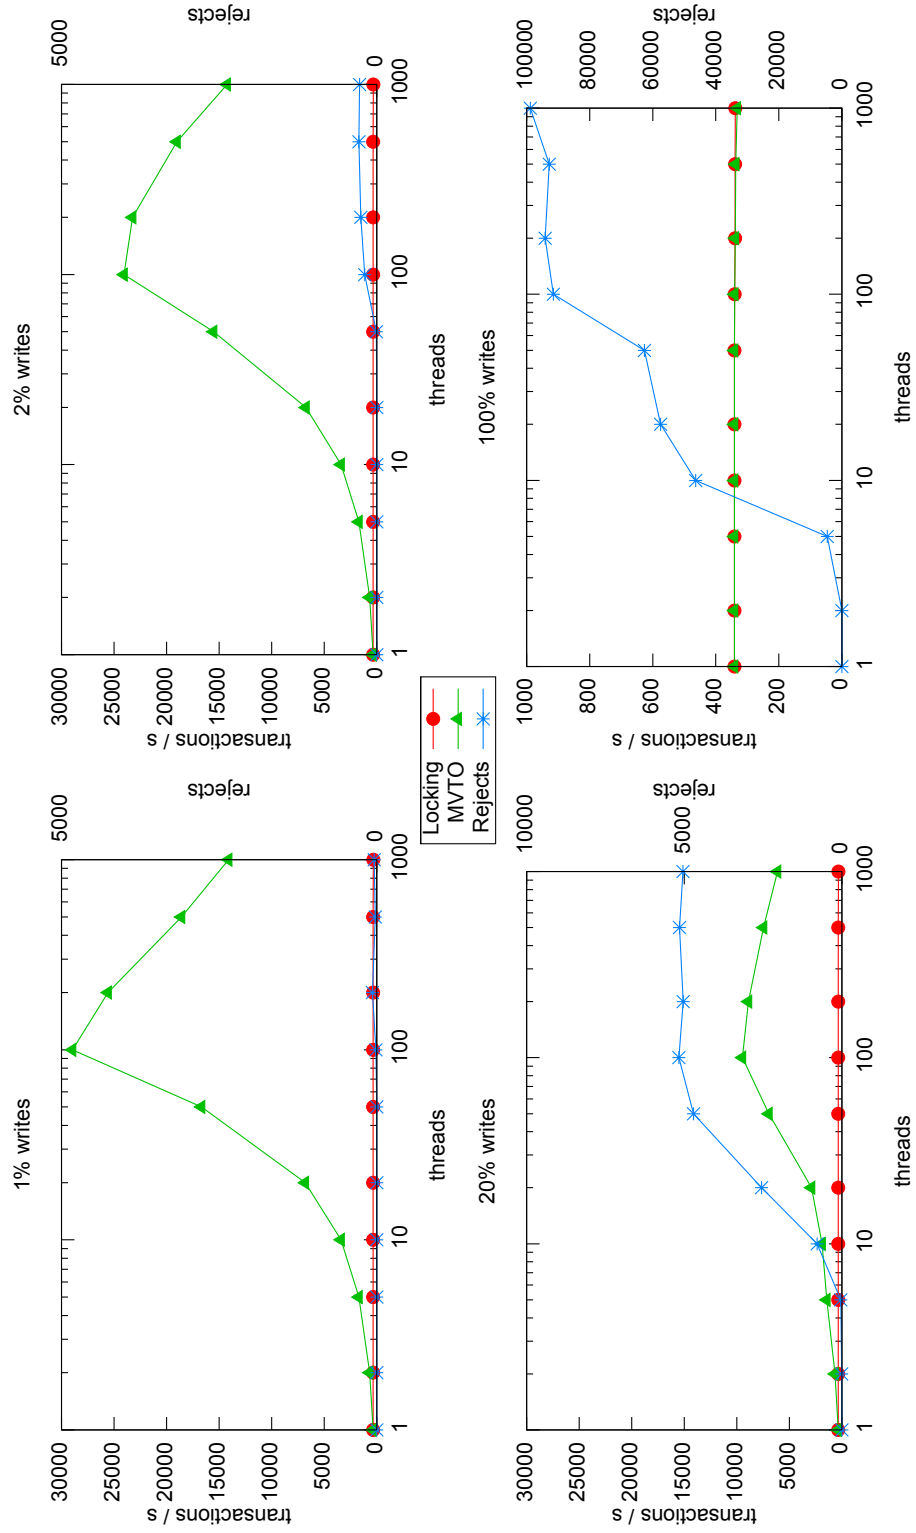 1% writes
transactions / s
30000
25000
20000
15000
10000
5000
0
1
10
100
1000
threads
rejects
5000
0
2% writes
transactions / s
30000
25000
20000
15000
10000
5000
0
1
10
100
1000
threads
rejects
5000
0
Locking
MVTO
Rejects
20% writes
transactions / s
30000
25000
20000
15000
10000
5000
0
1
10
100
1000
threads
rejects
10000
5000
0
100% writes
transactions / s
1000
800
600
400
200
0
1
10
100
1000
threads
rejects
100000
80000
60000
40000
20000
0